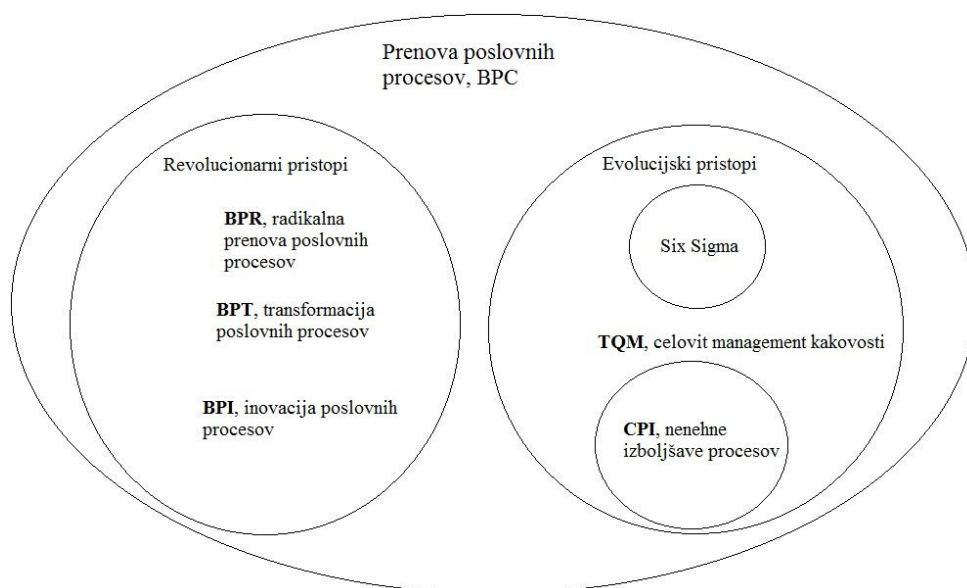 Prenova poslovnih
procesov, BPC
Revolucionarni pristopi
BPR, radikalna
prenova poslovnih
procesov
BPT, transformacija
poslovnih procesov
BPI, inovacija poslovnih
procesov
Evolucijski pristopi
Six Sigma
TQM, celovit management kakovosti
CPI, nenehne
izboljšave procesov